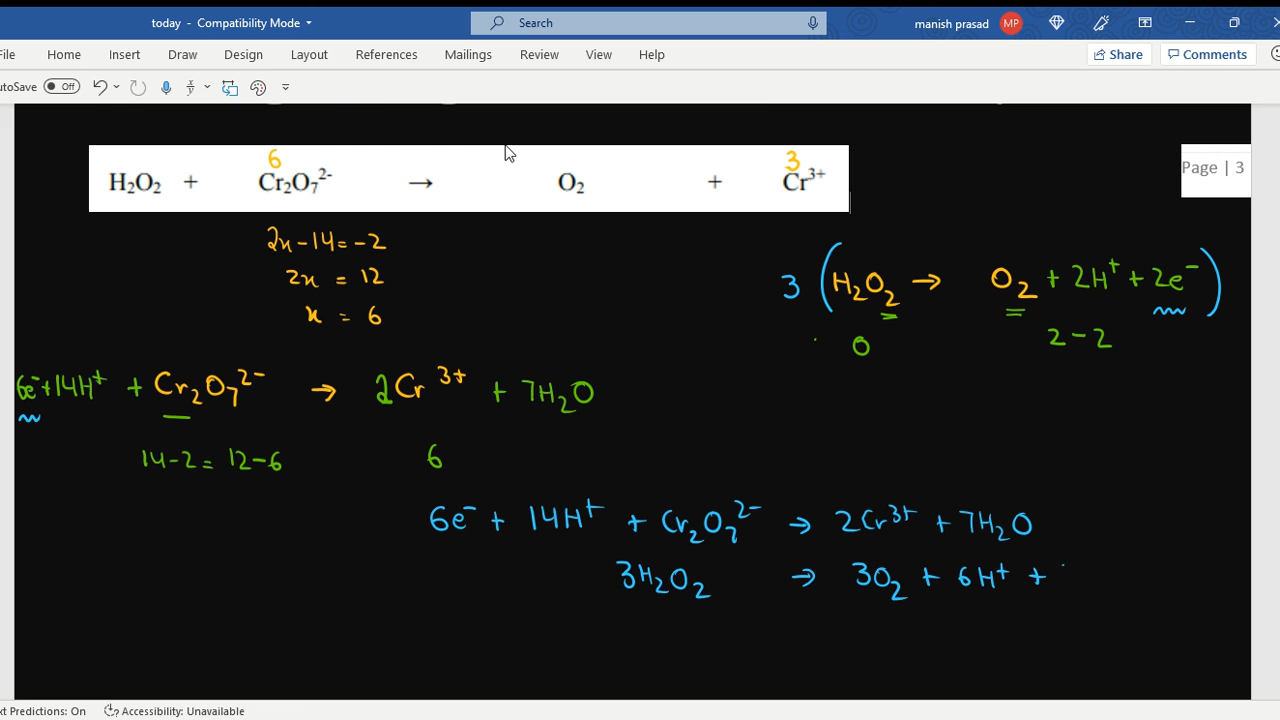 today - Compatibility Mode
Search
manish prasad MP
File Home Insert Draw Design Layout References Mailings Review View Help Share Comments
utoSave Off
6 3
H₂O₂ + Cr₂O₇²⁻ → O₂ + Cr³⁺
Page | 3
2x-14=-2
2x = 12
x = 6
3 (H₂O₂ → O₂ + 2H⁺ + 2e⁻)
0 2-2
6e⁻+14H⁺ + Cr₂O₇²⁻ → 2Cr³⁺ + 7H₂O
14-2= 12-6 6
6e⁻ + 14H⁺ + Cr₂O₇²⁻ → 2Cr³⁺ + 7H₂O
3H₂O₂ → 3O₂ + 6H⁺ +
xt Predictions: On Accessibility: Unavailable